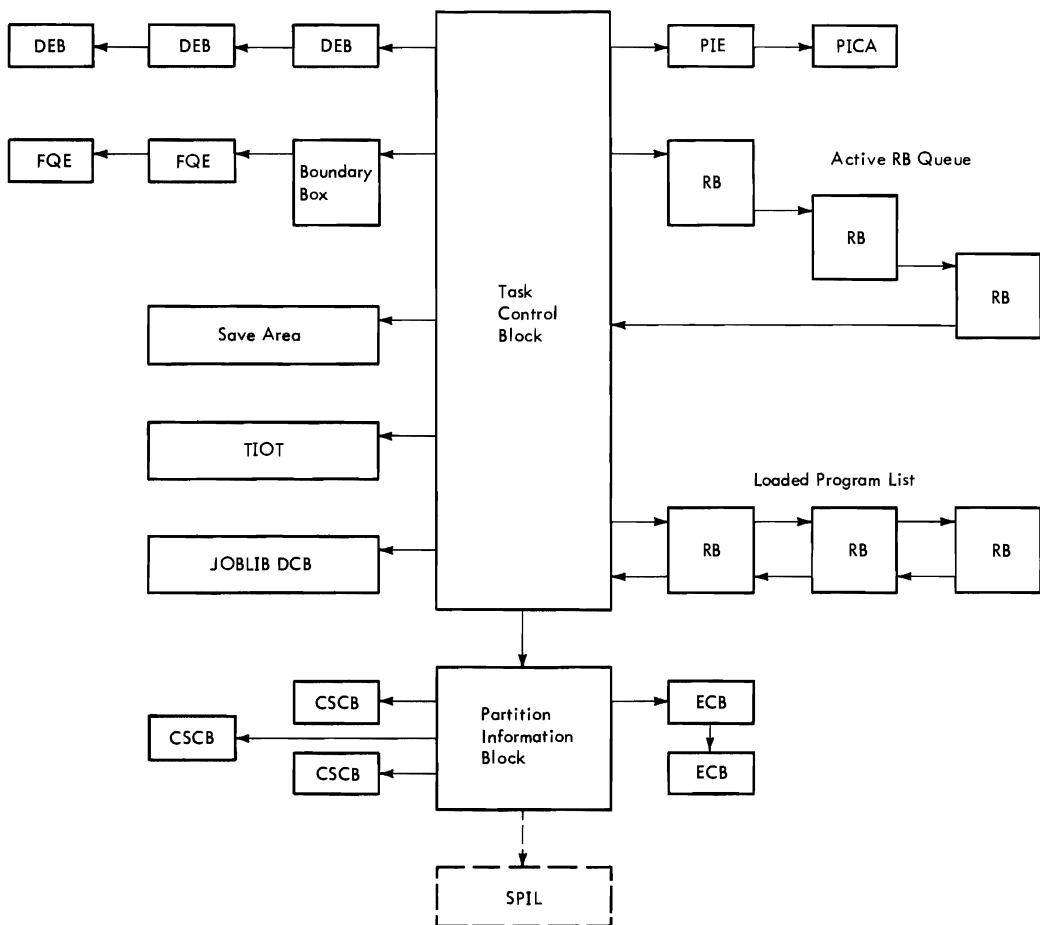 DEB
DEB
DEB
PIE
PICA
FQE
FQE
Boundary
Box
RB
Active RB Queue
RB
RB
Task
Control
Block
Save Area
TIOT
Loaded Program List
JOBLIB DCB
RB
RB
RB
CSCB
CSCB
CSCB
Partition
Information
Block
ECB
ECB
SPIL